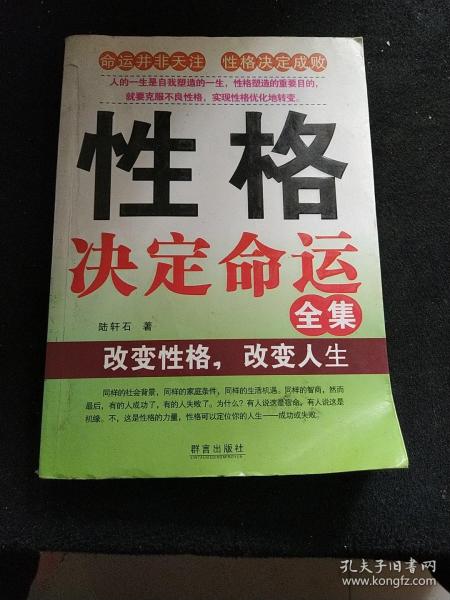 命运并非天注 性格决定成败
人的一生是自我塑造的一生，性格塑造的重要目的，
就要克服不良性格，实现性格优化地转变。
性格
决定命运
全集
陆轩石 著
改变性格，改变人生
同样的社会背景，同样的家庭条件，同样的生活机遇，同样的智商，然而
最后，有的人成功了，有的人失败了。为什么？有人说这是宿命，有人说这是
机缘。不，这是性格的力量，性格可以定位你的人生——成功或失败。
群言出版社
孔夫子旧书网
www.kongfz.com